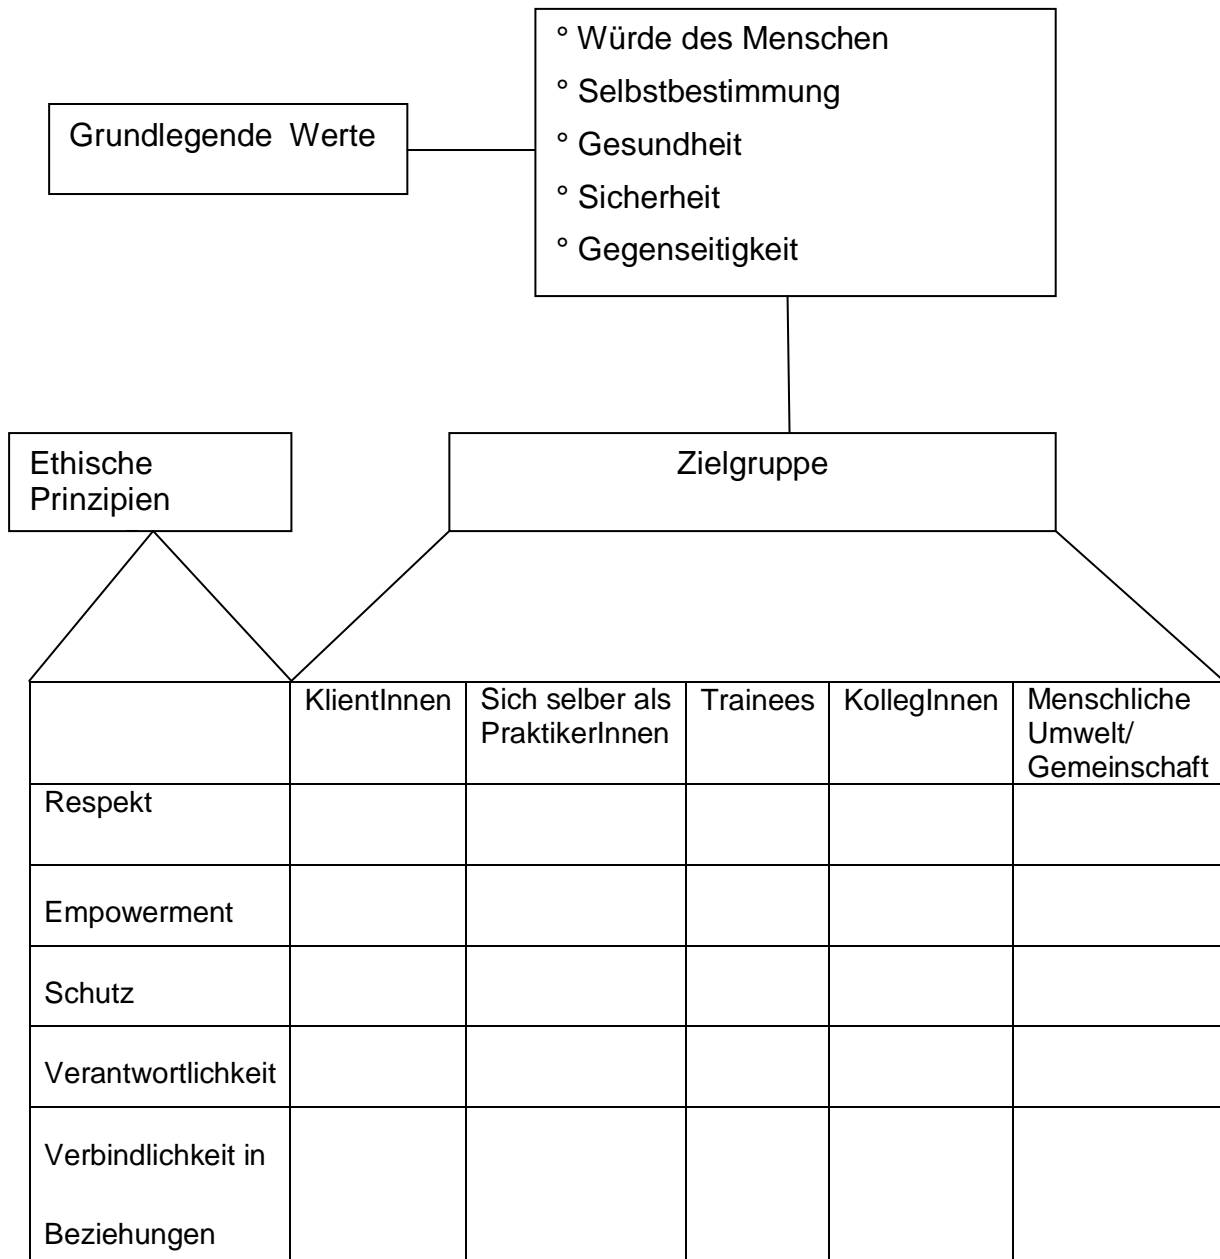 ° Würde des Menschen
° Selbstbestimmung
° Gesundheit
° Sicherheit
° Gegenseitigkeit
Grundlegende Werte
Ethische
Prinzipien
Zielgruppe
KlientInnen
Sich selber als
PraktikerInnen
Trainees
KollegInnen
Menschliche
Umwelt/
Gemeinschaft
Respekt
Empowerment
Schutz
Verantwortlichkeit
Verbindlichkeit in
Beziehungen